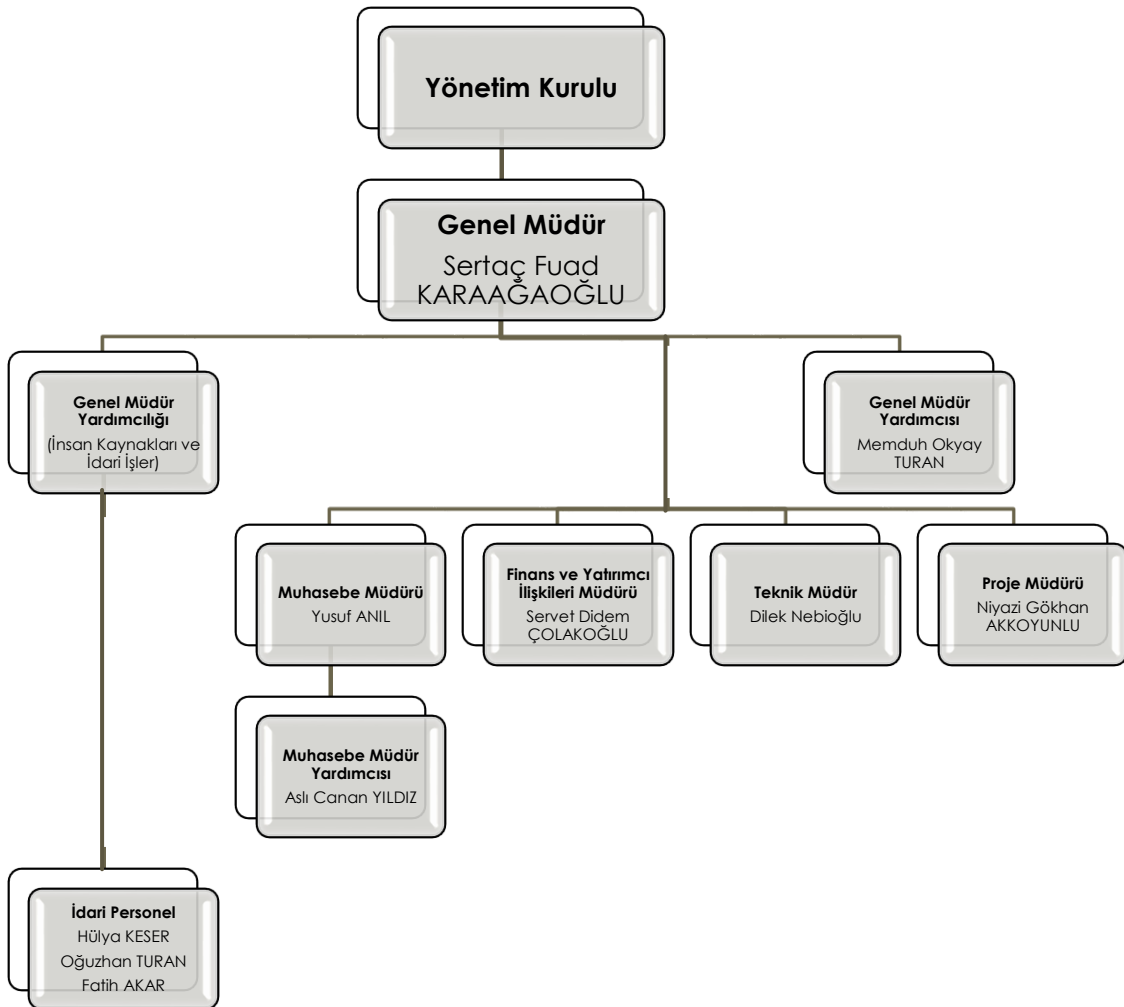 Yönetim Kurulu
Genel Müdür
Sertaç Fuad
KARAAĞAOĞLU
Genel Müdür
Yardımcılığı
(İnsan Kaynakları ve
İdari İşler)
Genel Müdür
Yardımcısı
Memduh Okyay
TURAN
Muhasebe Müdürü
Yusuf ANIL
Finans ve Yatırımcı
İlişkileri Müdürü
Servet Didem
ÇOLAKOĞLU
Teknik Müdür
Dilek Nebioğlu
Proje Müdürü
Niyazi Gökhan
AKKOYUNLU
Muhasebe Müdür
Yardımcısı
Aslı Canan YILDIZ
İdari Personel
Hülya KESER
Oğuzhan TURAN
Fatih AKAR